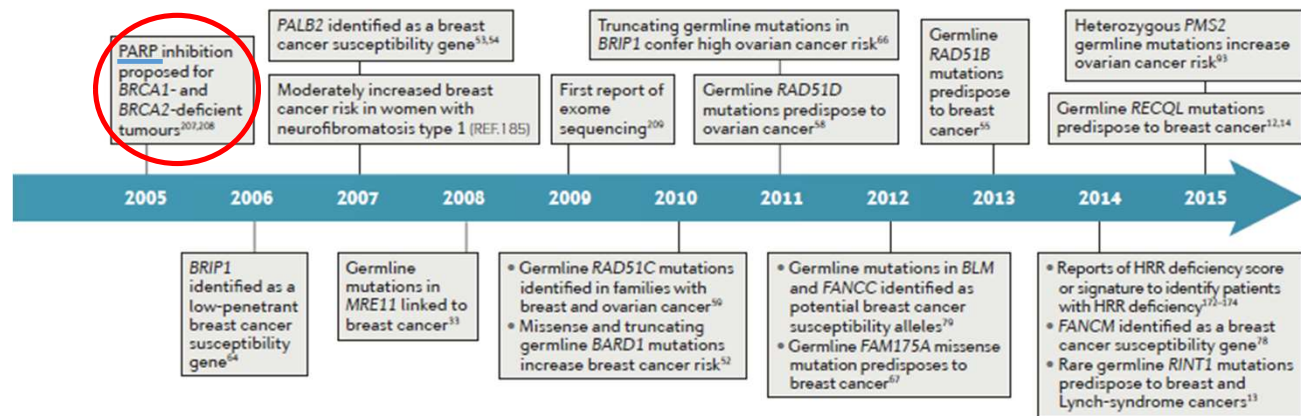 PARP inhibition
proposed for
BRCA1- and
BRCA2-deficient
tumours207,208
PALB2 identified as a breast
cancer susceptibility gene53,54
Moderately increased breast
cancer risk in women with
neurofibromatosis type 1 (REF.185)
First report of
exome
sequencing209
Truncating germline mutations in
BRIP1 confer high ovarian cancer risk66
Germline RAD51D
mutations predispose to
ovarian cancer58
Germline
RAD51B
mutations
predispose
to breast
cancer55
Heterozygous PMS2
germline mutations increase
ovarian cancer risk93
Germline RECQL mutations
predispose to breast cancer12,14
2005 2006 2007 2008 2009 2010 2011 2012 2013 2014 2015
BRIP1
identified as a
low-penetrant
breast cancer
susceptibility
gene64
Germline
mutations in
MRE11 linked to
breast cancer33
• Germline RAD51C mutations
identified in families with
breast and ovarian cancer59
• Missense and truncating
germline BARD1 mutations
increase breast cancer risk52
• Germline mutations in BLM
and FANCC identified as
potential breast cancer
susceptibility alleles79
• Germline FAM175A missense
mutation predisposes to
breast cancer67
• Reports of HRR deficiency score
or signature to identify patients
with HRR deficiency172–174
• FANCM identified as a breast
cancer susceptibility gene78
• Rare germline RINT1 mutations
predispose to breast and
Lynch-syndrome cancers13